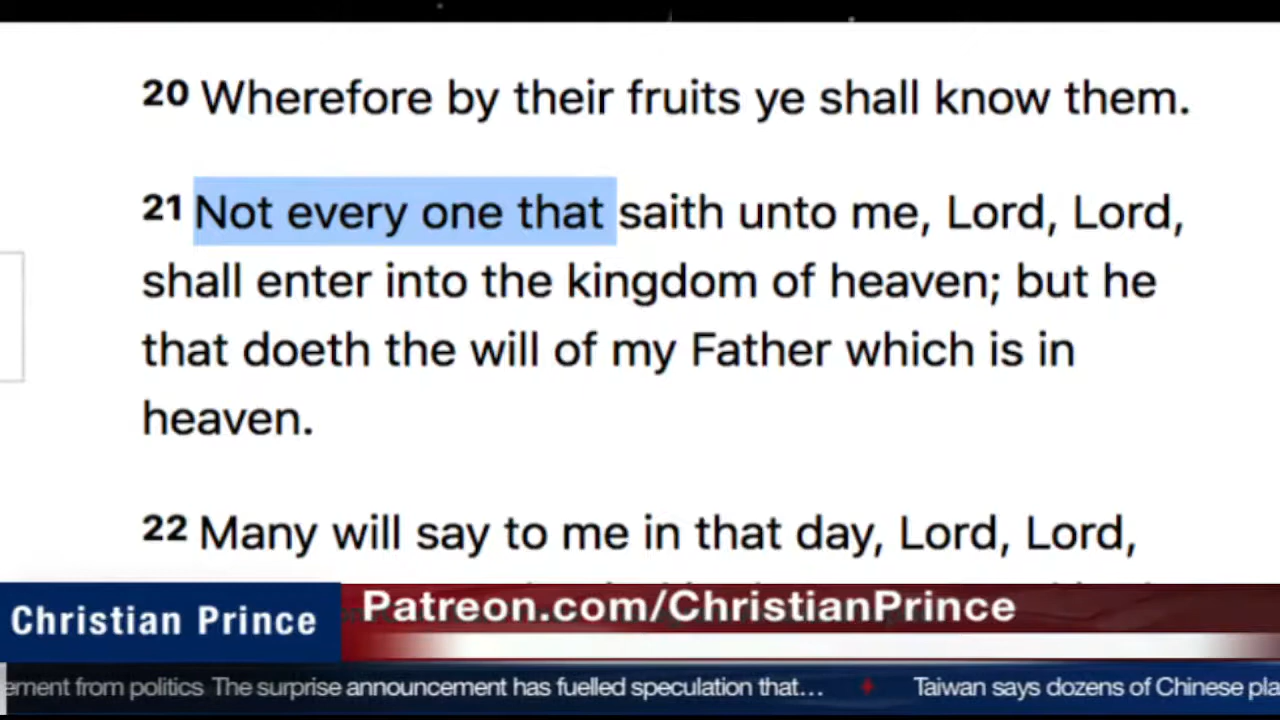 20 Wherefore by their fruits ye shall know them.
21 Not every one that saith unto me, Lord, Lord,
shall enter into the kingdom of heaven; but he
that doeth the will of my Father which is in
heaven.
22 Many will say to me in that day, Lord, Lord,
Christian Prince
Patreon.com/ChristianPrince
ement from politics The surprise announcement has fuelled speculation that... Taiwan says dozens of Chinese pla